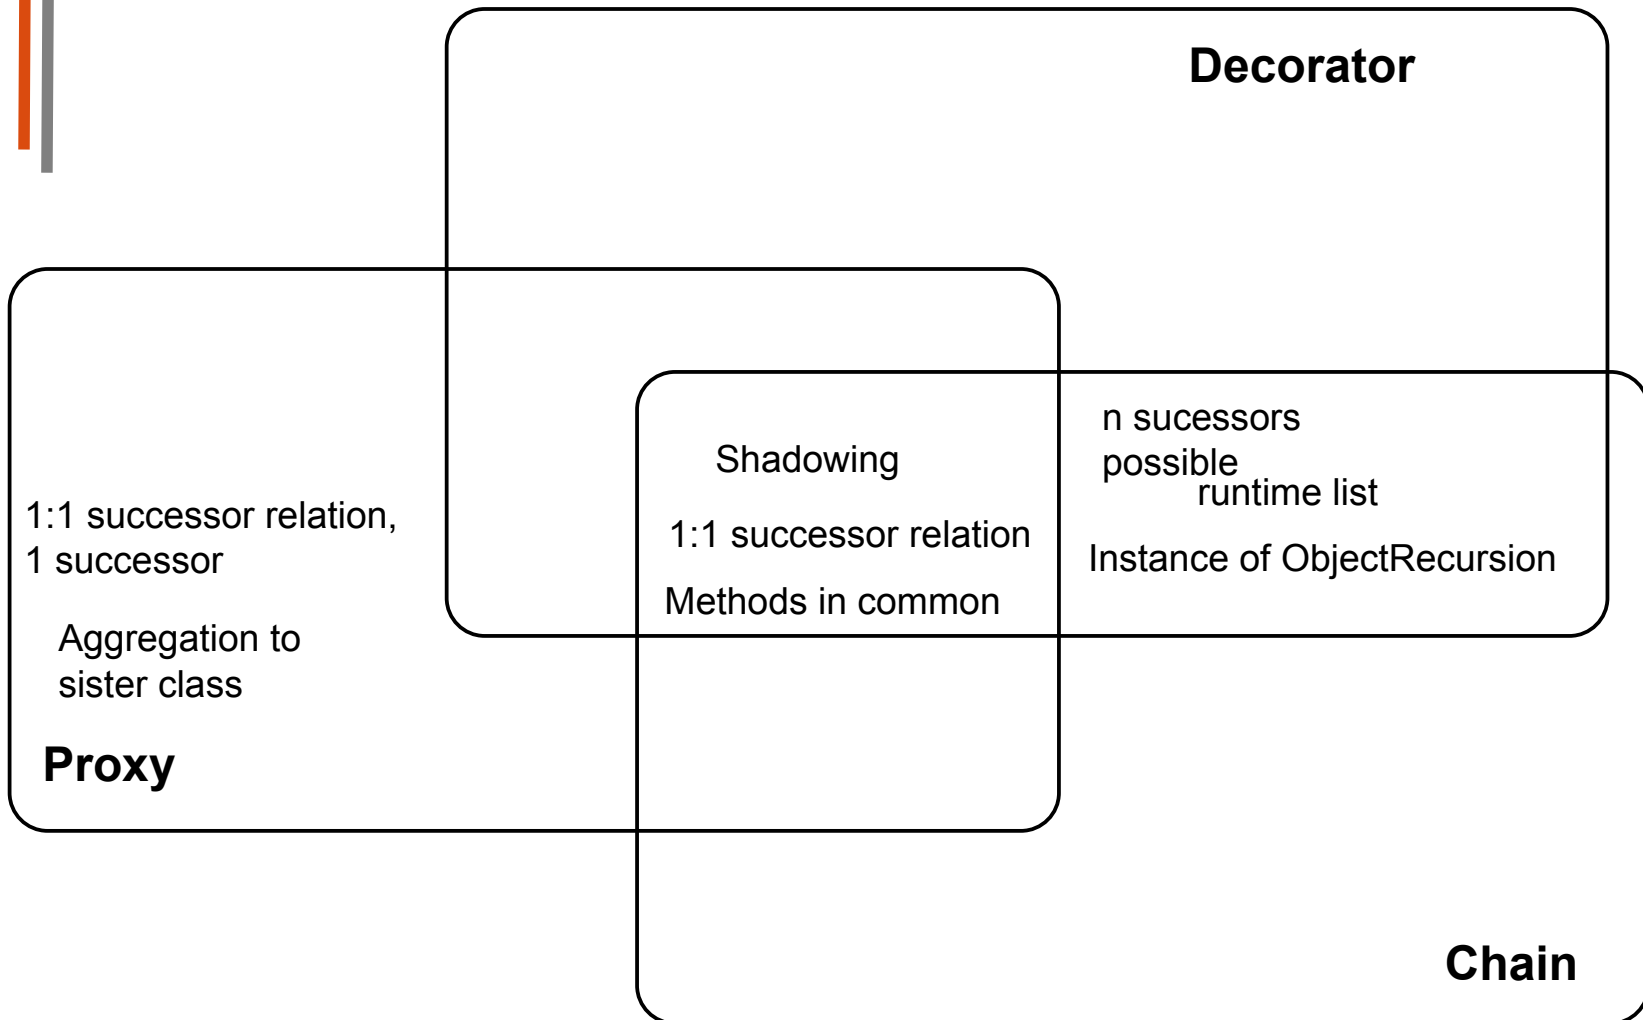 Decorator
n sucessors
possible
runtime list
Shadowing
1:1 successor relation,
1 successor
1:1 successor relation
Instance of ObjectRecursion
Methods in common
Aggregation to
sister class
Proxy
Chain